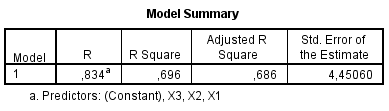 Model Summary
Model R R Square Adjusted R Square Std. Error of the Estimate
1 ,834a ,696 ,686 4,45060
a. Predictors: (Constant), X3, X2, X1